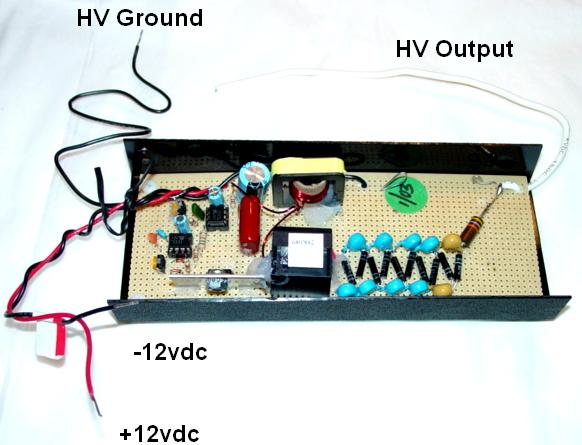 HV Ground
HV Output
-12vdc
+12vdc